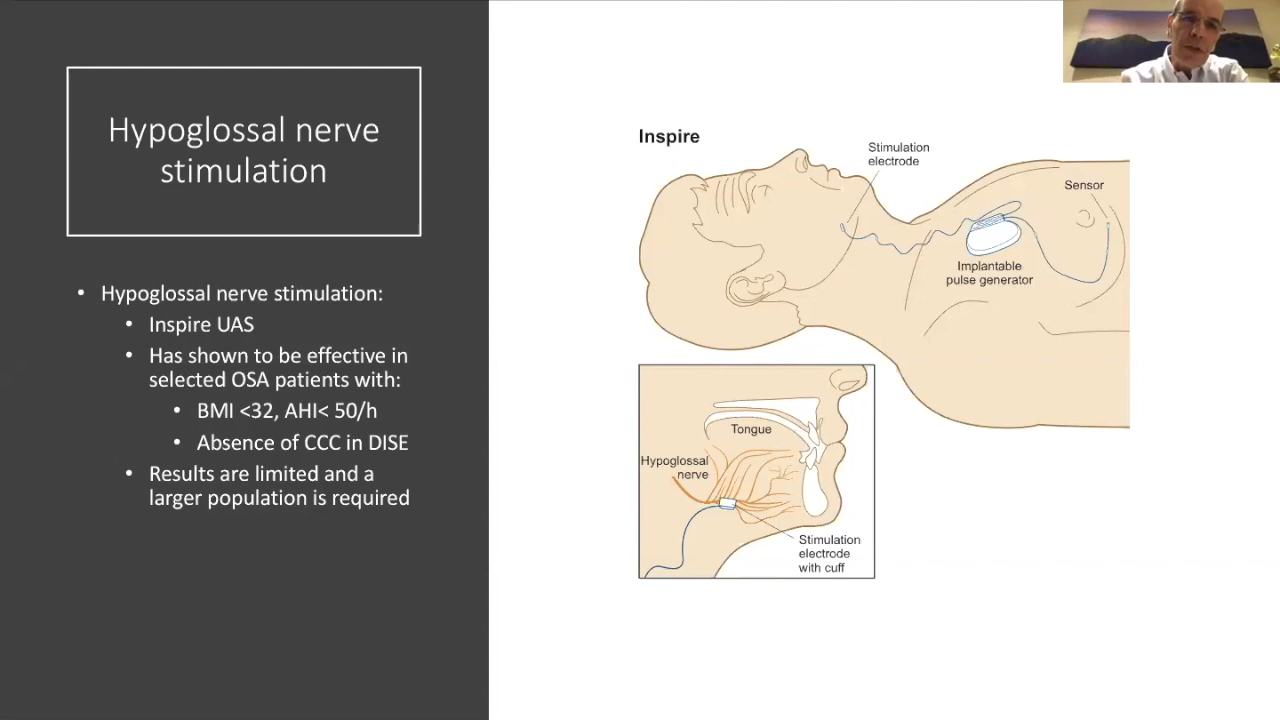 Hypoglossal nerve
stimulation
• Hypoglossal nerve stimulation:
• Inspire UAS
• Has shown to be effective in
selected OSA patients with:
• BMI <32, AHI< 50/h
• Absence of CCC in DISE
• Results are limited and a
larger population is required
Inspire
Stimulation
electrode
Sensor
Implantable
pulse generator
Tongue
Hypoglossal
nerve
Stimulation
electrode
with cuff